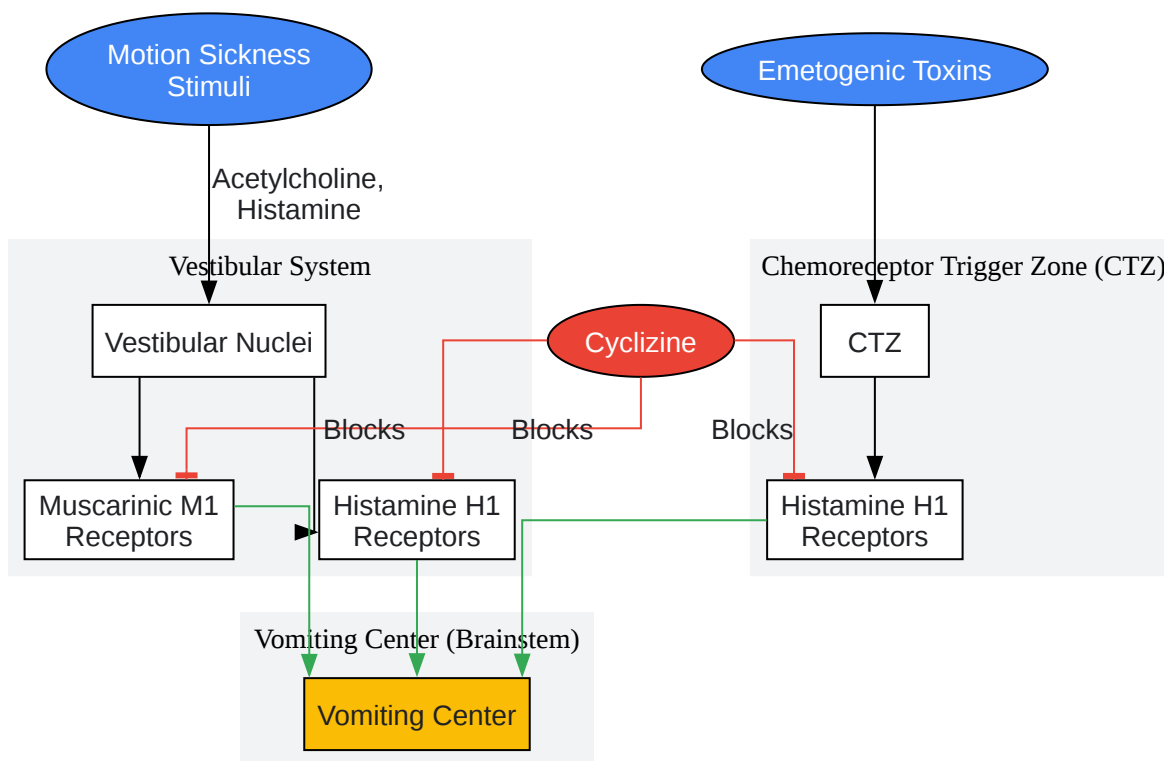 Motion Sickness
Stimuli
Emetogenic Toxins
Acetylcholine,
Histamine
Vestibular System
Chemoreceptor Trigger Zone (CTZ)
Vestibular Nuclei
Cyclizine
CTZ
Blocks
Blocks
Blocks
Muscarinic M1
Receptors
Histamine H1
Receptors
Histamine H1
Receptors
Vomiting Center (Brainstem)
Vomiting Center